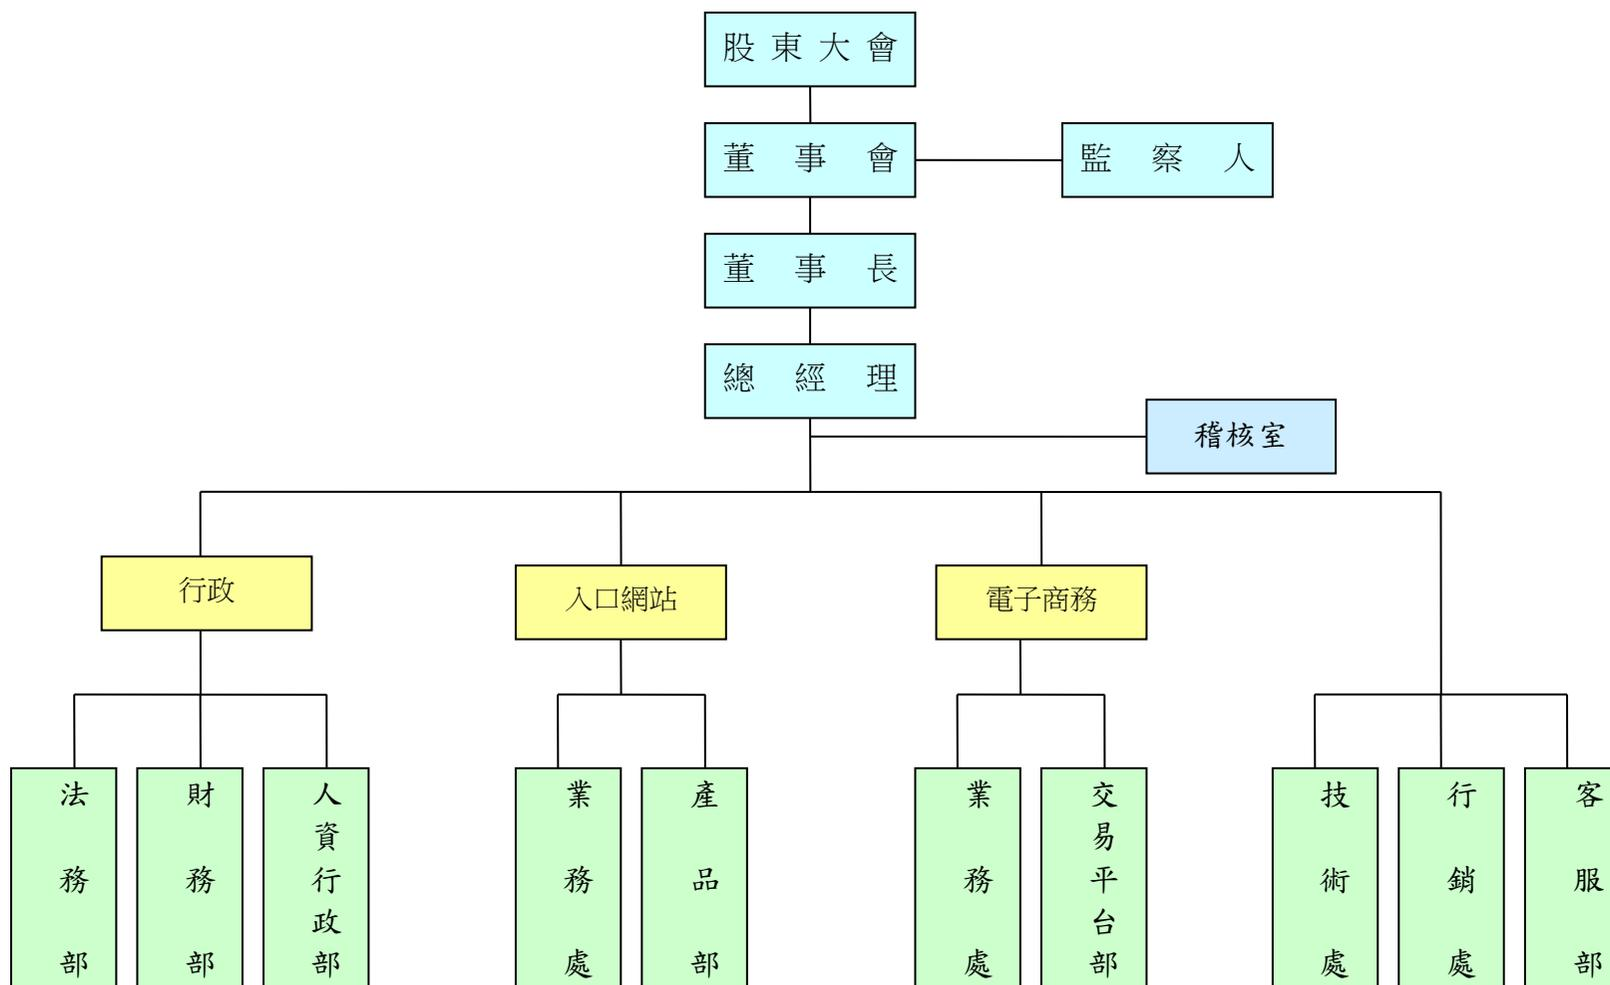 股東大會
董事會
監察人
董事長
總經理
稽核室
行政
入口網站
電子商務
法務部
財務部
人資行政部
業務處
產品部
業務處
交易平台部
技術處
行銷處
客服部